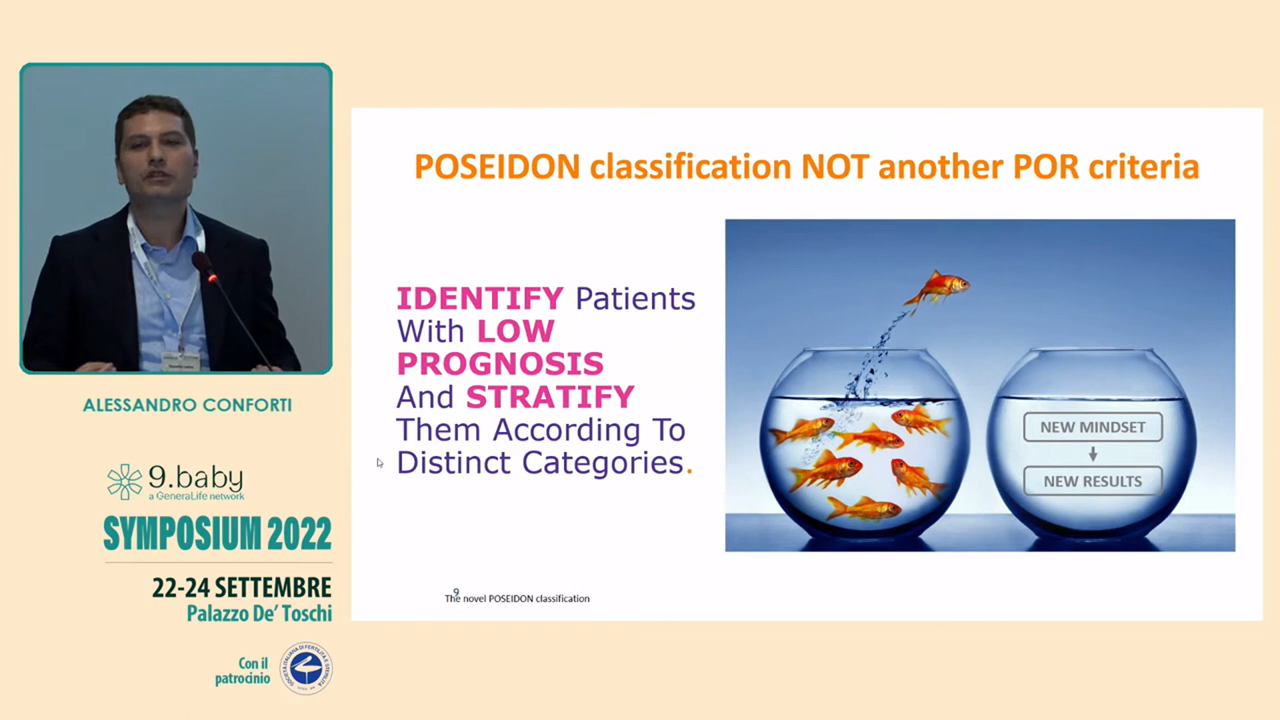 ALESSANDRO CONFORTI
9.baby
a GeneraLife network
SYMPOSIUM 2022
22-24 SETTEMBRE
Palazzo De' Toschi
Con il
patrocinio
POSEIDON classification NOT another POR criteria
IDENTIFY Patients
With LOW
PROGNOSIS
And STRATIFY
Them According To
Distinct Categories.
NEW MINDSET
NEW RESULTS
9
The novel POSEIDON classification